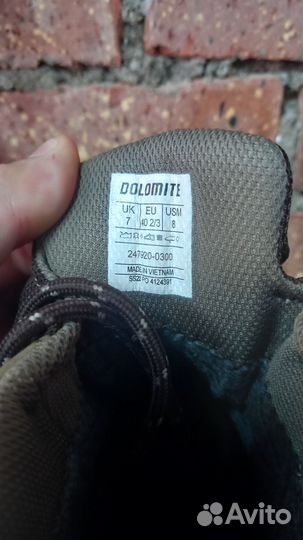 DOLOMITE
UK EU USM
7 40 2/3 8
247920-0300
MADE IN VIETNAM
SS22 PO 4124391
Avito